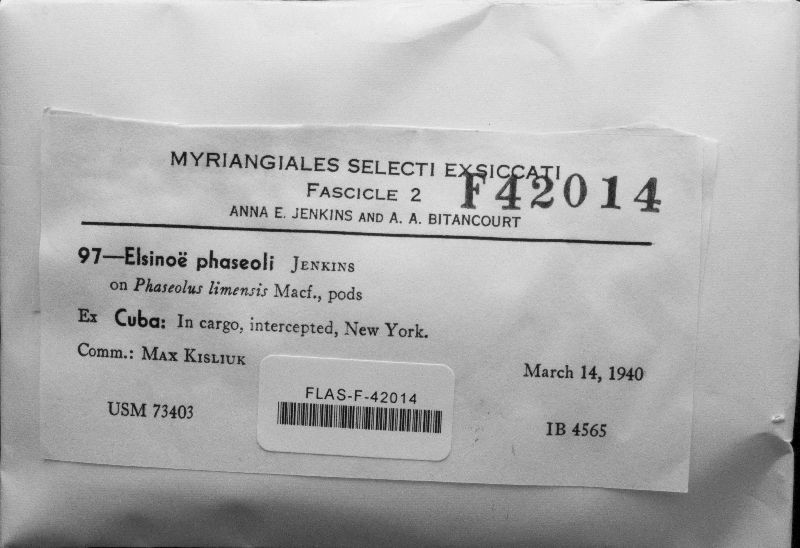 MYRIANGIALES SELECTI EXSICCATI
FASCICLE 2
F42014
ANNA E. JENKINS AND A. A. BITANCOURT
97—Elsinoë phaseoli JENKINS
on Phaseolus limensis Macf., pods
Ex Cuba: In cargo, intercepted, New York.
Comm.: MAX KISLIUK
March 14, 1940
FLAS-F-42014
USM 73403
IB 4565